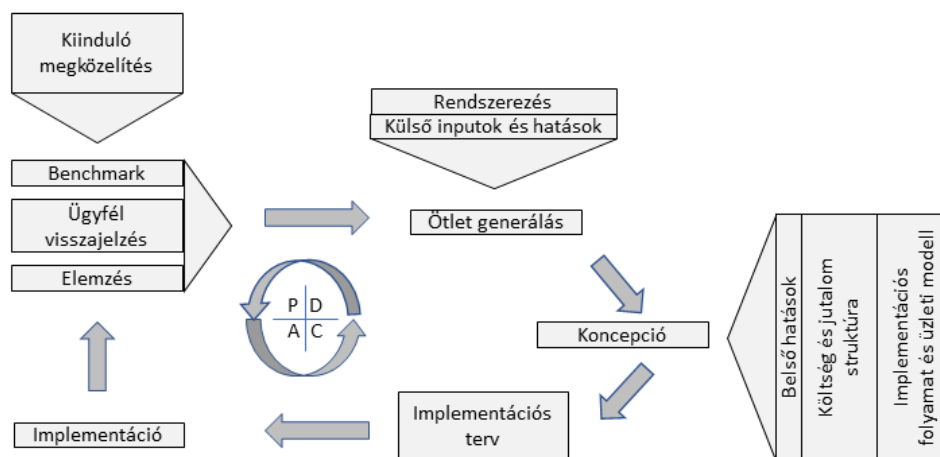 Kiinduló
megközelítés
Rendszerezés
Külső inputok és hatások
Benchmark
Ügyfél
visszajelzés
Elemzés
Ötlet generálás
P D
A C
Koncepció
Belső hatások
Költség és jutalom
struktúra
Implementációs
folyamat és üzleti modell
Implementációs
terv
Implementáció